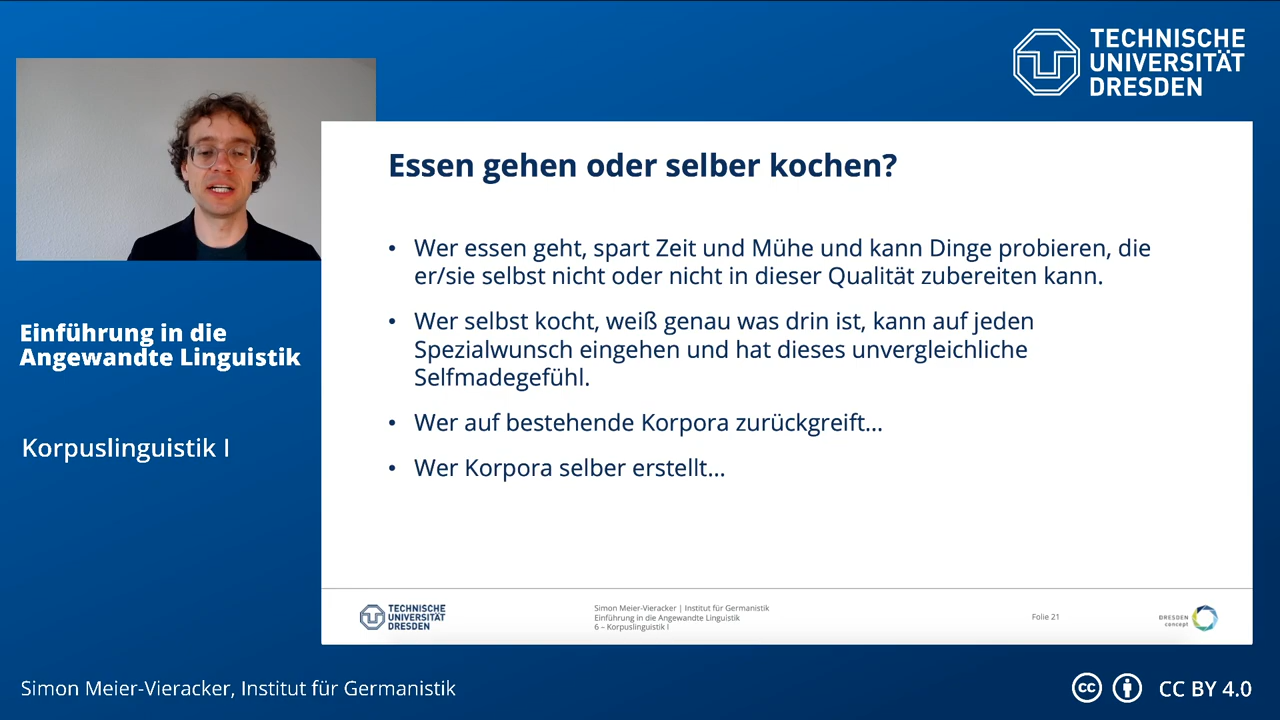 TECHNISCHE
UNIVERSITÄT
DRESDEN
Essen gehen oder selber kochen?
• Wer essen geht, spart Zeit und Mühe und kann Dinge probieren, die
er/sie selbst nicht oder nicht in dieser Qualität zubereiten kann.
• Wer selbst kocht, weiß genau was drin ist, kann auf jeden
Spezialwunsch eingehen und hat dieses unvergleichliche
Selfmadegefühl.
• Wer auf bestehende Korpora zurückgreift...
• Wer Korpora selber erstellt...
Einführung in die
Angewandte Linguistik
Korpuslinguistik I
TECHNISCHE
UNIVERSITÄT
DRESDEN
Simon Meier-Vieracker | Institut für Germanistik
Einführung in die Angewandte Linguistik
6 – Korpuslinguistik I
Folie 21
DRESDEN
concept
Simon Meier-Vieracker, Institut für Germanistik
cc
CC BY 4.0